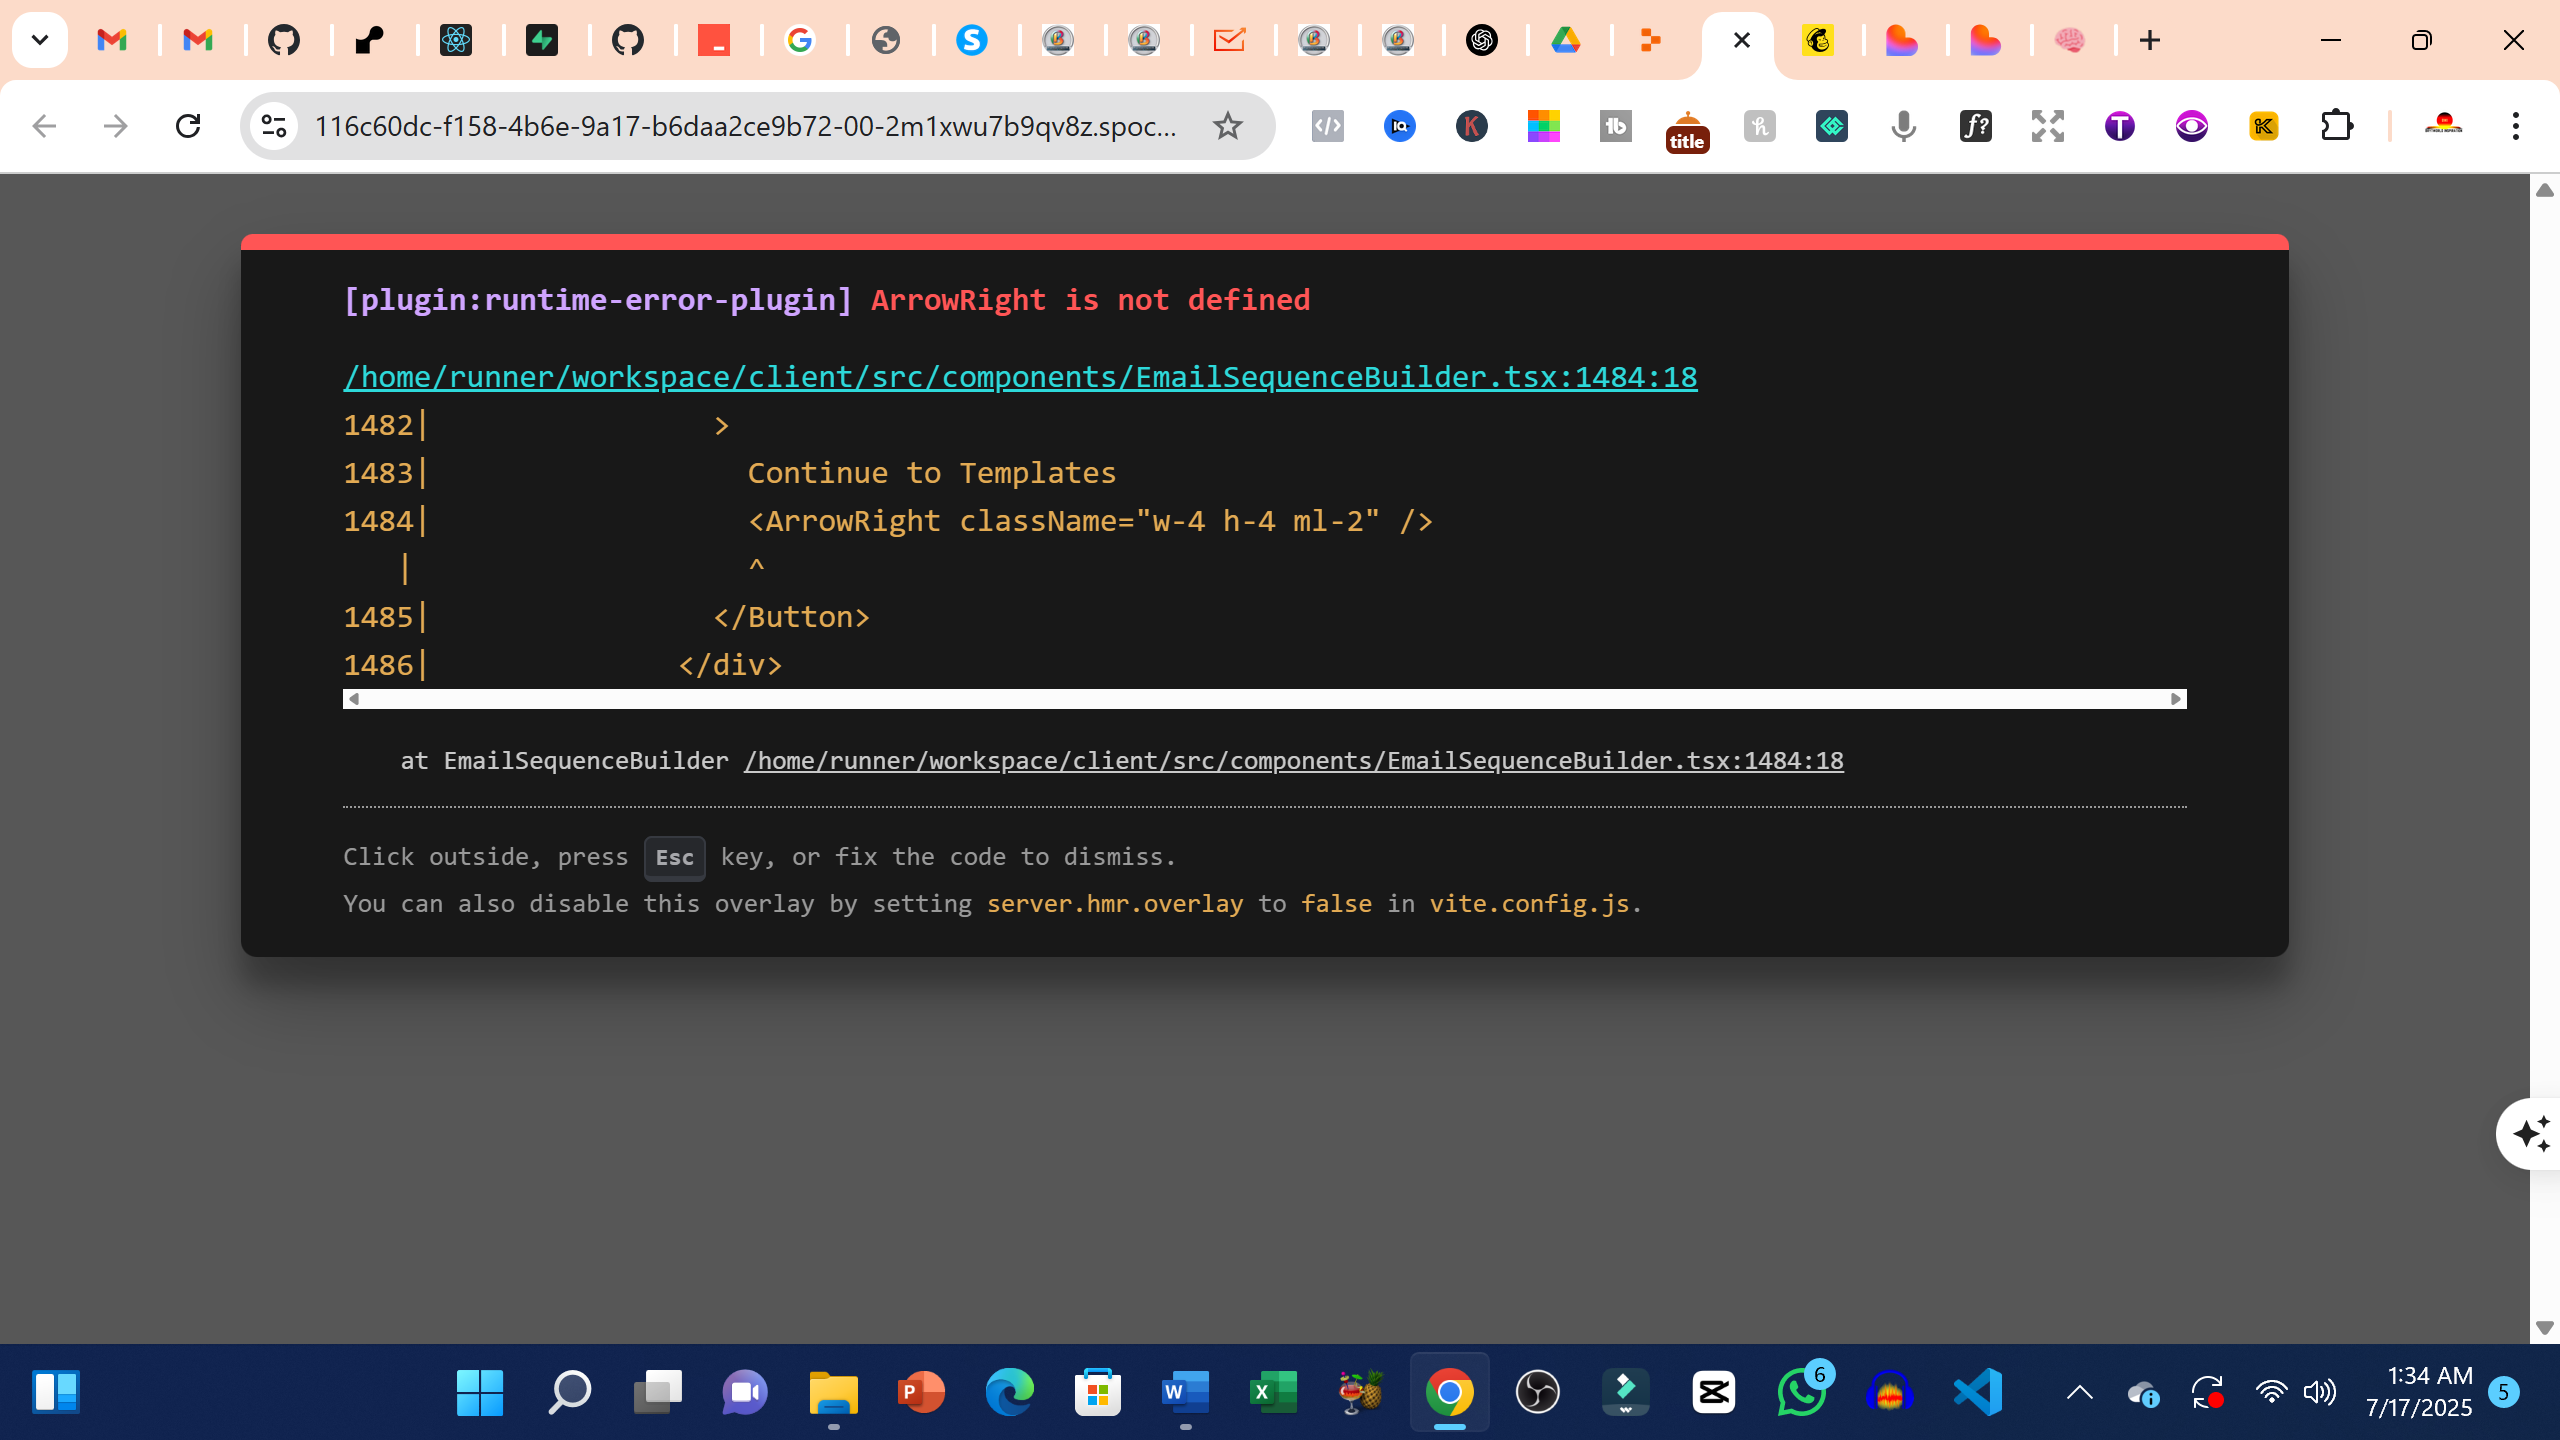 116c60dc-f158-4b6e-9a17-b6daa2ce9b72-00-2m1xwu7b9qv8z.spoc...
title
[plugin:runtime-error-plugin] ArrowRight is not defined
/home/runner/workspace/client/src/components/EmailSequenceBuilder.tsx:1484:18
1482|                >
1483|                  Continue to Templates
1484|                  <ArrowRight className="w-4 h-4 ml-2" />
|                  ^
1485|                </Button>
1486|              </div>
at EmailSequenceBuilder /home/runner/workspace/client/src/components/EmailSequenceBuilder.tsx:1484:18
Click outside, press Esc key, or fix the code to dismiss.
You can also disable this overlay by setting server.hmr.overlay to false in vite.config.js.
6
1:34 AM
7/17/2025
5